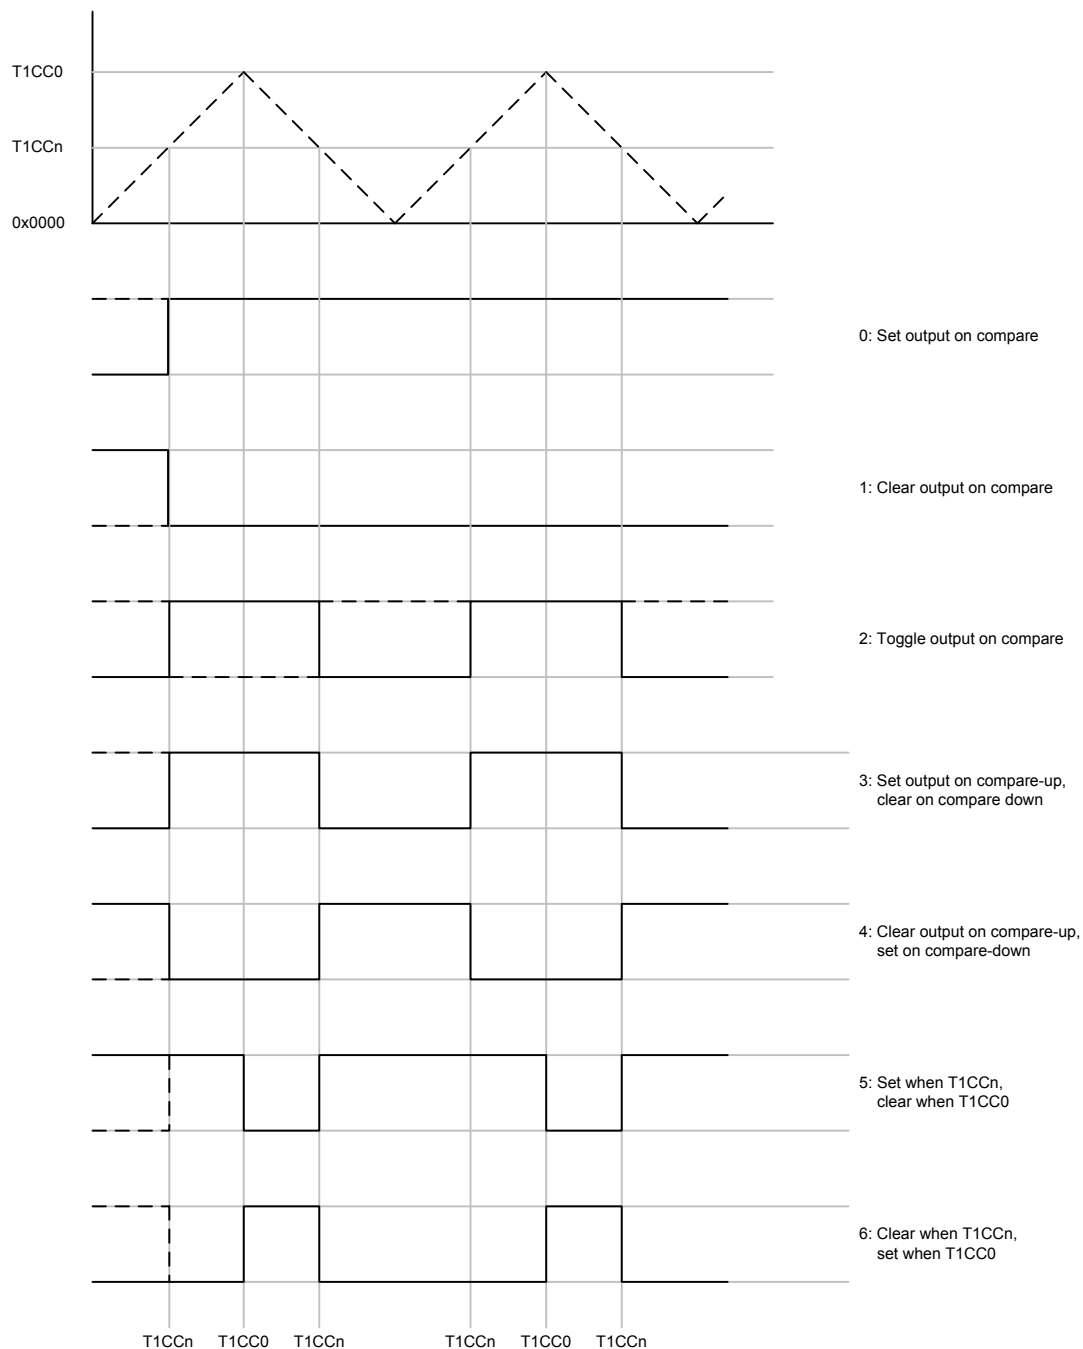 T1CC0
T1CCn
0x0000
0: Set output on compare
1: Clear output on compare
2: Toggle output on compare
3: Set output on compare-up,
clear on compare down
4: Clear output on compare-up,
set on compare-down
5: Set when T1CCn,
clear when T1CC0
6: Clear when T1CCn,
set when T1CC0
T1CCn T1CC0 T1CCn T1CCn T1CC0 T1CCn